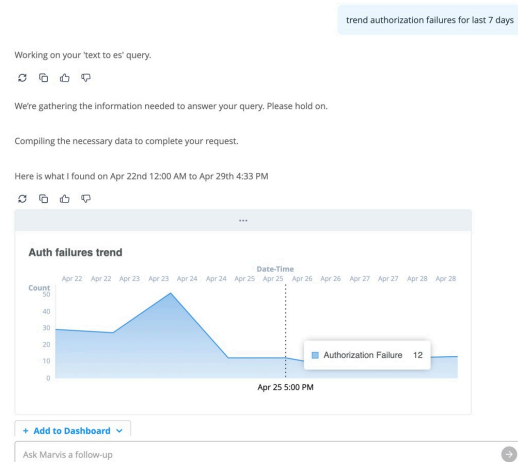 trend authorization failures for last 7 days
Working on your 'text to es' query.
We're gathering the information needed to answer your query. Please hold on.
Compiling the necessary data to complete your request.
Here is what I found on Apr 22nd 12:00 AM to Apr 29th 4:33 PM
Auth failures trend
Date-Time
Apr 22 Apr 22 Apr 23 Apr 23 Apr 24 Apr 24 Apr 25 Apr 25 Apr 26 Apr 26 Apr 27 Apr 27 Apr 28 Apr 28
Count
50
40
30
20
10
0
Authorization Failure 12
Apr 25 5:00 PM
+ Add to Dashboard
Ask Marvis a follow-up